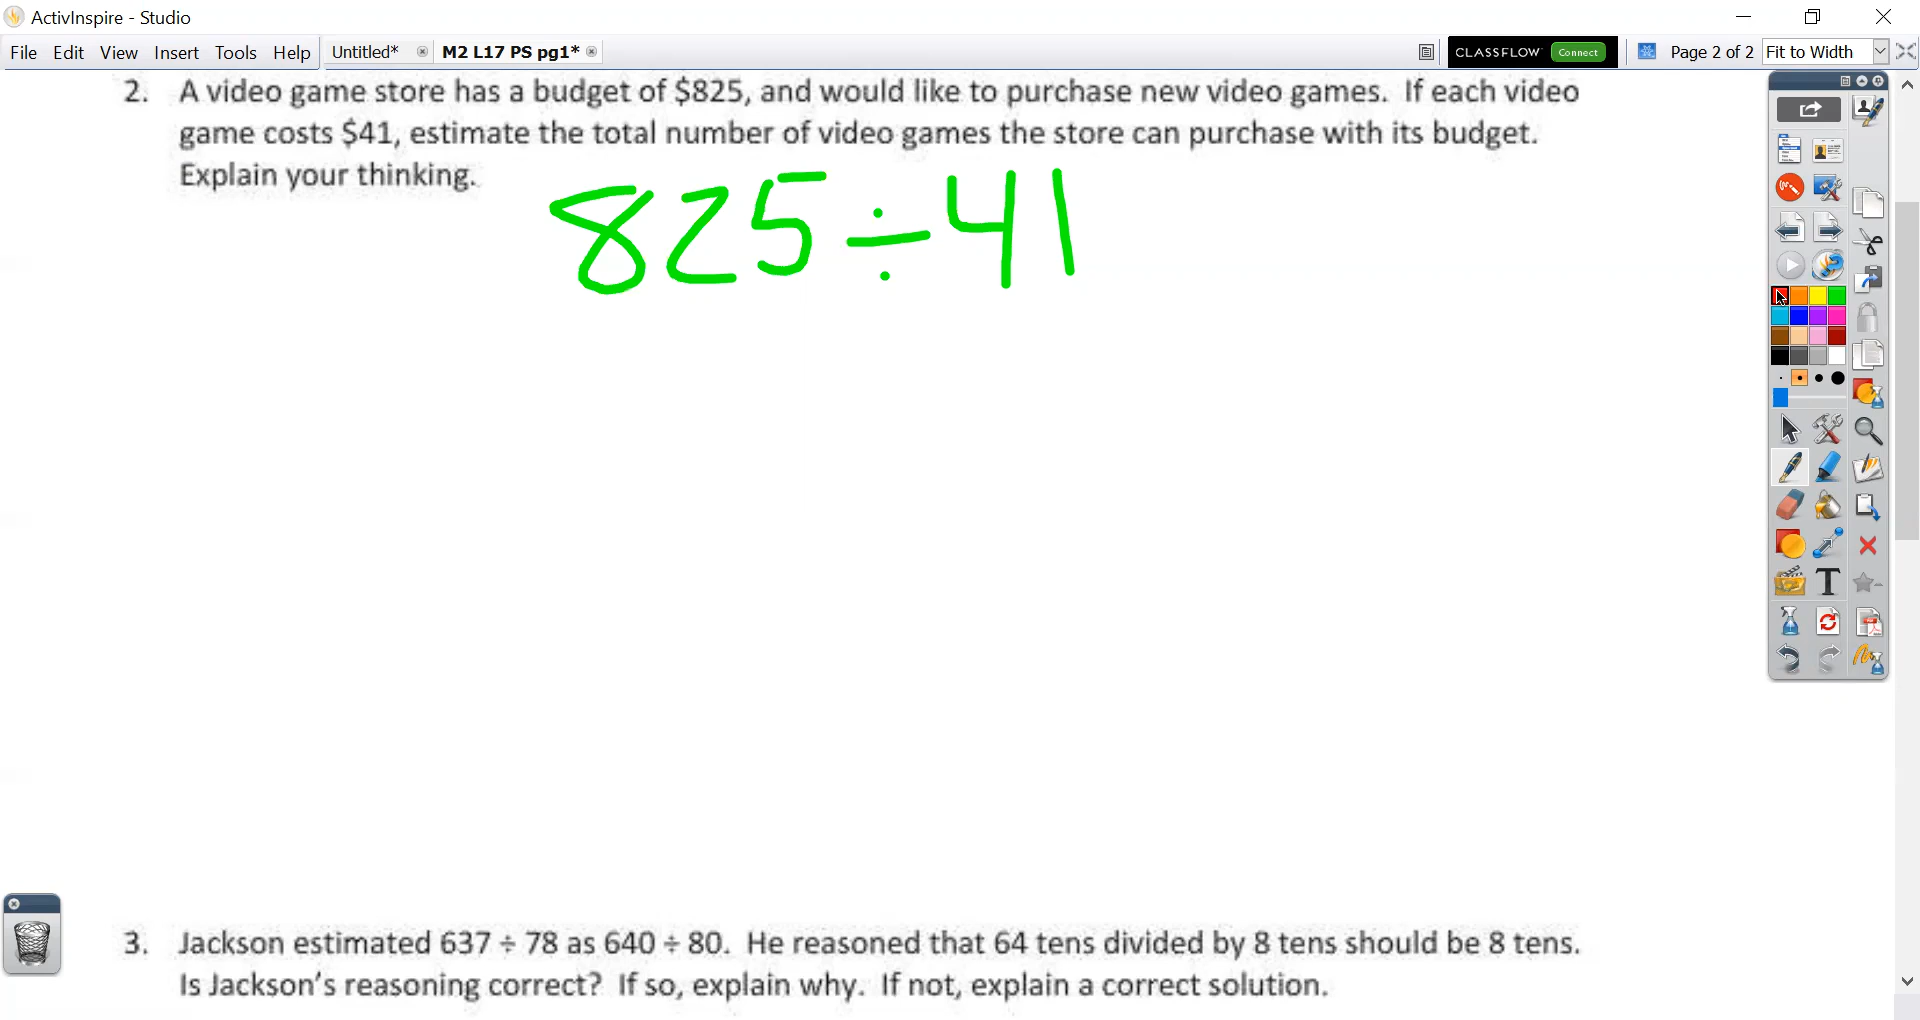 ActivInspire - Studio
File Edit View Insert Tools Help Untitled* M2 L17 PS pg1* CLASSFLOW Connect Page 2 of 2 Fit to Width
2. A video game store has a budget of $825, and would like to purchase new video games. If each video
game costs $41, estimate the total number of video games the store can purchase with its budget.
Explain your thinking.
825 ÷ 41
3. Jackson estimated 637 ÷ 78 as 640 ÷ 80. He reasoned that 64 tens divided by 8 tens should be 8 tens.
Is Jackson's reasoning correct? If so, explain why. If not, explain a correct solution.